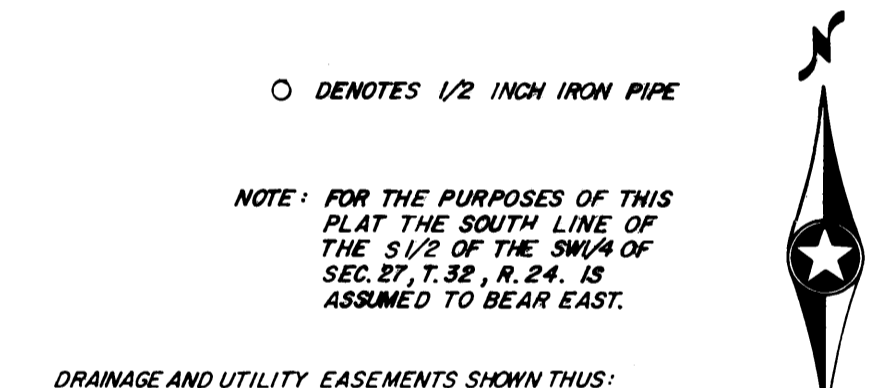 N
O DENOTES 1/2 INCH IRON PIPE
NOTE: FOR THE PURPOSES OF THIS
PLAT THE SOUTH LINE OF
THE S1/2 OF THE SW1/4 OF
SEC. 27, T. 32, R. 24. IS
ASSUMED TO BEAR EAST.
DRAINAGE AND UTILITY EASEMENTS SHOWN THUS: